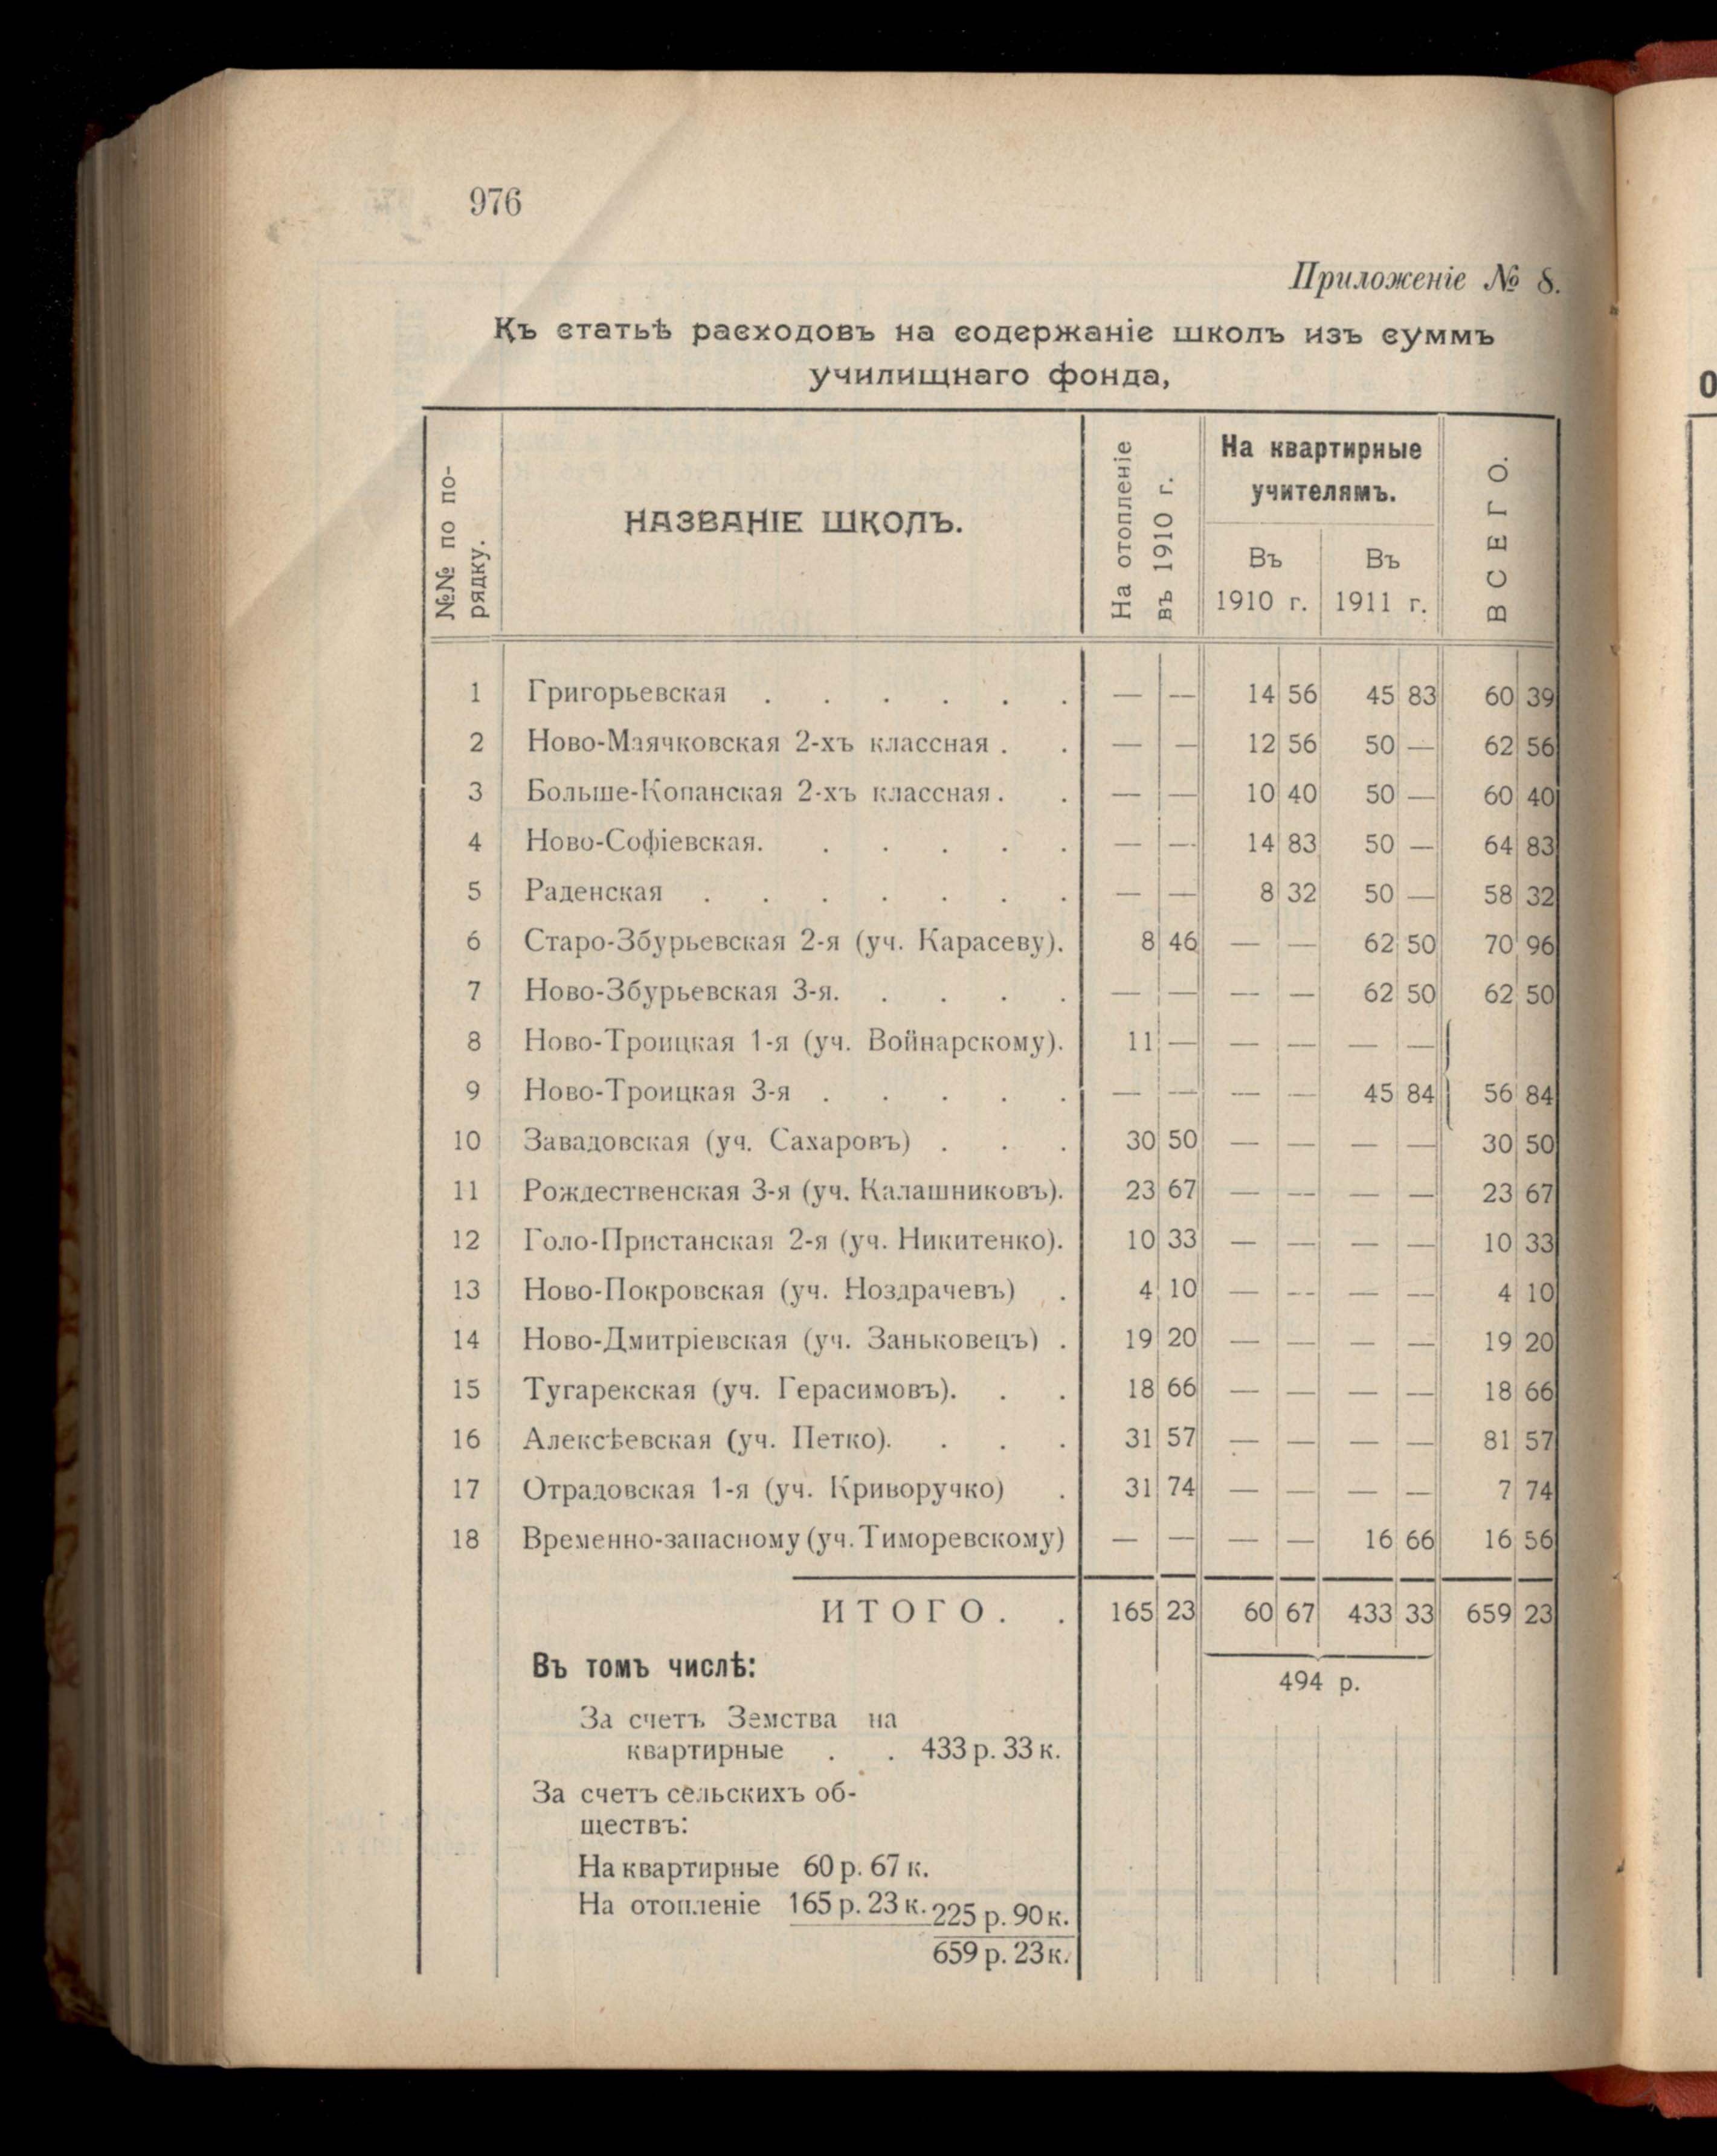 976
Приложеніе № 8.
Къ статьѣ расходовъ на содержаніе школъ изъ суммъ
училищнаго фонда,
№№ по по-
рядку.
НАЗВАНІЕ ШКОЛЪ.
На отопленіе
въ 1910 г.
На квартирные
учителямъ.
Въ
1910 г.
Въ
1911 г.
ВСЕГО.
1 Григорьевская . . . . . . — — 14 56 45 83 60 39
2 Ново-Маячковская 2-хъ классная . . — — 12 56 50 — 62 56
3 Больше-Копанская 2-хъ классная . . — — 10 40 50 — 60 40
4 Ново-Софіевская. . . . . . — — 14 83 50 — 64 83
5 Раденская . . . . . . . — — 8 32 50 — 58 32
6 Старо-Збурьевская 2-я (уч. Карасеву). 8 46 — — 62 50 70 96
7 Ново-Збурьевская 3-я. . . . . — — — — 62 50 62 50
8 Ново-Троицкая 1-я (уч. Войнарскому). 11 — — — — —
9 Ново-Троицкая 3-я . . . . . — — — — 45 84 56 84
10 Завадовская (уч. Сахаровъ) . . . 30 50 — — — — 30 50
11 Рождественская 3-я (уч. Калашниковъ). 23 67 — — — — 23 67
12 Голо-Пристанская 2-я (уч. Никитенко). 10 33 — — — — 10 33
13 Ново-Покровская (уч. Ноздрачевъ) . 4 10 — — — — 4 10
14 Ново-Дмитріевская (уч. Заньковецъ) . 19 20 — — — — 19 20
15 Тугарекская (уч. Герасимовъ). . . 18 66 — — — — 18 66
16 Алексѣевская (уч. Петко). . . . 31 57 — — — — 81 57
17 Отрадовская 1-я (уч. Криворучко) . 31 74 — — — — 7 74
18 Временно-запасному (уч. Тиморевскому) — — — — 16 66 16 56
ИТОГО. . 165 23 60 67 433 33 659 23
Въ томъ числѣ:
494 р.
За счетъ Земства на
квартирные . . 433 р. 33 к.
За счетъ сельскихъ об-
ществъ:
На квартирные 60 р. 67 к.
На отопленіе 165 р. 23 к. 225 р. 90 к.
659 р. 23 к.
О